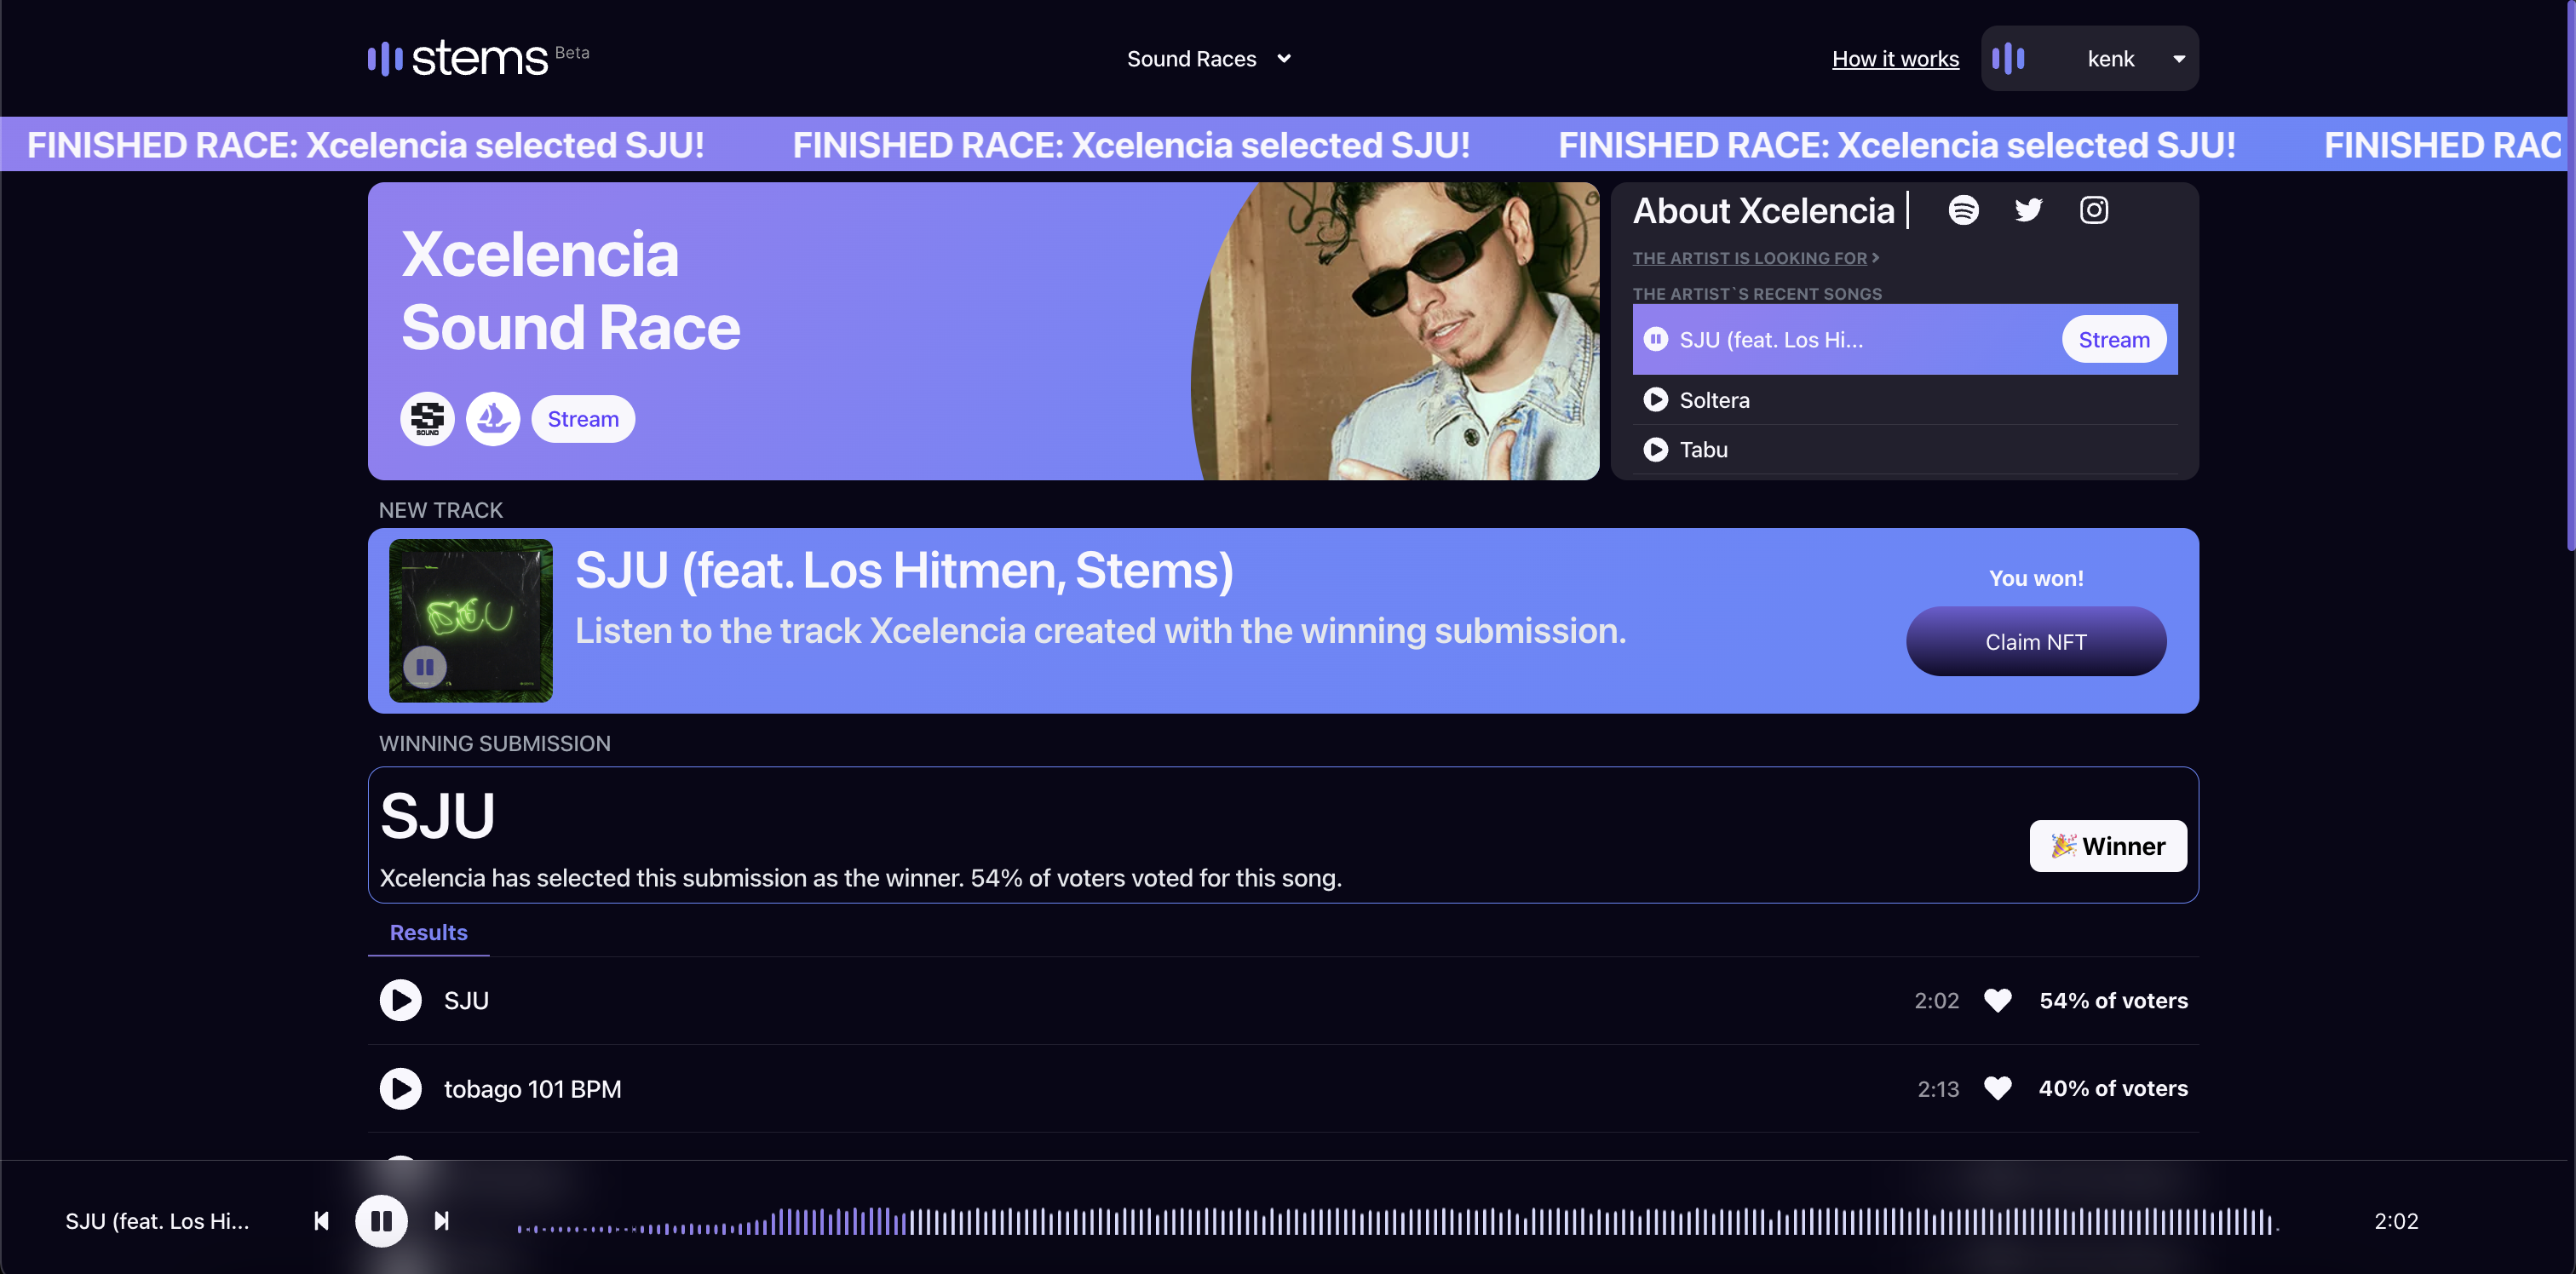 stems Beta
Sound Races
How it works
kenk
FINISHED RACE: Xcelencia selected SJU! FINISHED RACE: Xcelencia selected SJU! FINISHED RACE: Xcelencia selected SJU! FINISHED RAC
Xcelencia
Sound Race
SOUND
Stream
About Xcelencia
THE ARTIST IS LOOKING FOR
THE ARTIST`S RECENT SONGS
SJU (feat. Los Hi...
Stream
Soltera
Tabu
NEW TRACK
SJU
SJU (feat. Los Hitmen, Stems)
Listen to the track Xcelencia created with the winning submission.
You won!
Claim NFT
WINNING SUBMISSION
SJU
Xcelencia has selected this submission as the winner. 54% of voters voted for this song.
Winner
Results
SJU 2:02 54% of voters
tobago 101 BPM 2:13 40% of voters
SJU (feat. Los Hi... 2:02